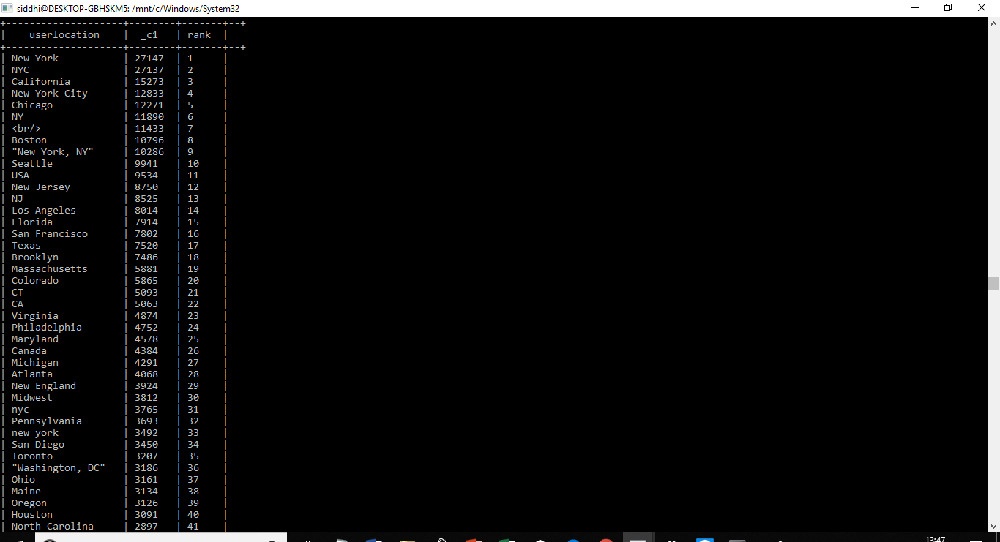 siddhi@DESKTOP-GBHSKM5: /mnt/c/Windows/System32
+--------------------+--------+-------+--+
|    userlocation    |  _c1   | rank  |
+--------------------+--------+-------+--+
| New York           | 27147  | 1     |
| NYC                | 27137  | 2     |
| California         | 15273  | 3     |
| New York City      | 12833  | 4     |
| Chicago            | 12271  | 5     |
| NY                 | 11890  | 6     |
| <br/>              | 11433  | 7     |
| Boston             | 10796  | 8     |
| "New York, NY"     | 10286  | 9     |
| Seattle            | 9941   | 10    |
| USA                | 9534   | 11    |
| New Jersey         | 8750   | 12    |
| NJ                 | 8525   | 13    |
| Los Angeles        | 8014   | 14    |
| Florida            | 7914   | 15    |
| San Francisco      | 7802   | 16    |
| Texas              | 7520   | 17    |
| Brooklyn           | 7486   | 18    |
| Massachusetts      | 5881   | 19    |
| Colorado           | 5865   | 20    |
| CT                 | 5093   | 21    |
| CA                 | 5063   | 22    |
| Virginia           | 4874   | 23    |
| Philadelphia       | 4752   | 24    |
| Maryland           | 4578   | 25    |
| Canada             | 4384   | 26    |
| Michigan           | 4291   | 27    |
| Atlanta            | 4068   | 28    |
| New England        | 3924   | 29    |
| Midwest            | 3812   | 30    |
| nyc                | 3765   | 31    |
| Pennsylvania       | 3693   | 32    |
| new york           | 3492   | 33    |
| San Diego          | 3450   | 34    |
| Toronto            | 3207   | 35    |
| "Washington, DC"   | 3186   | 36    |
| Ohio               | 3161   | 37    |
| Maine              | 3134   | 38    |
| Oregon             | 3126   | 39    |
| Houston            | 3091   | 40    |
| North Carolina     | 2897   | 41    |
13:47